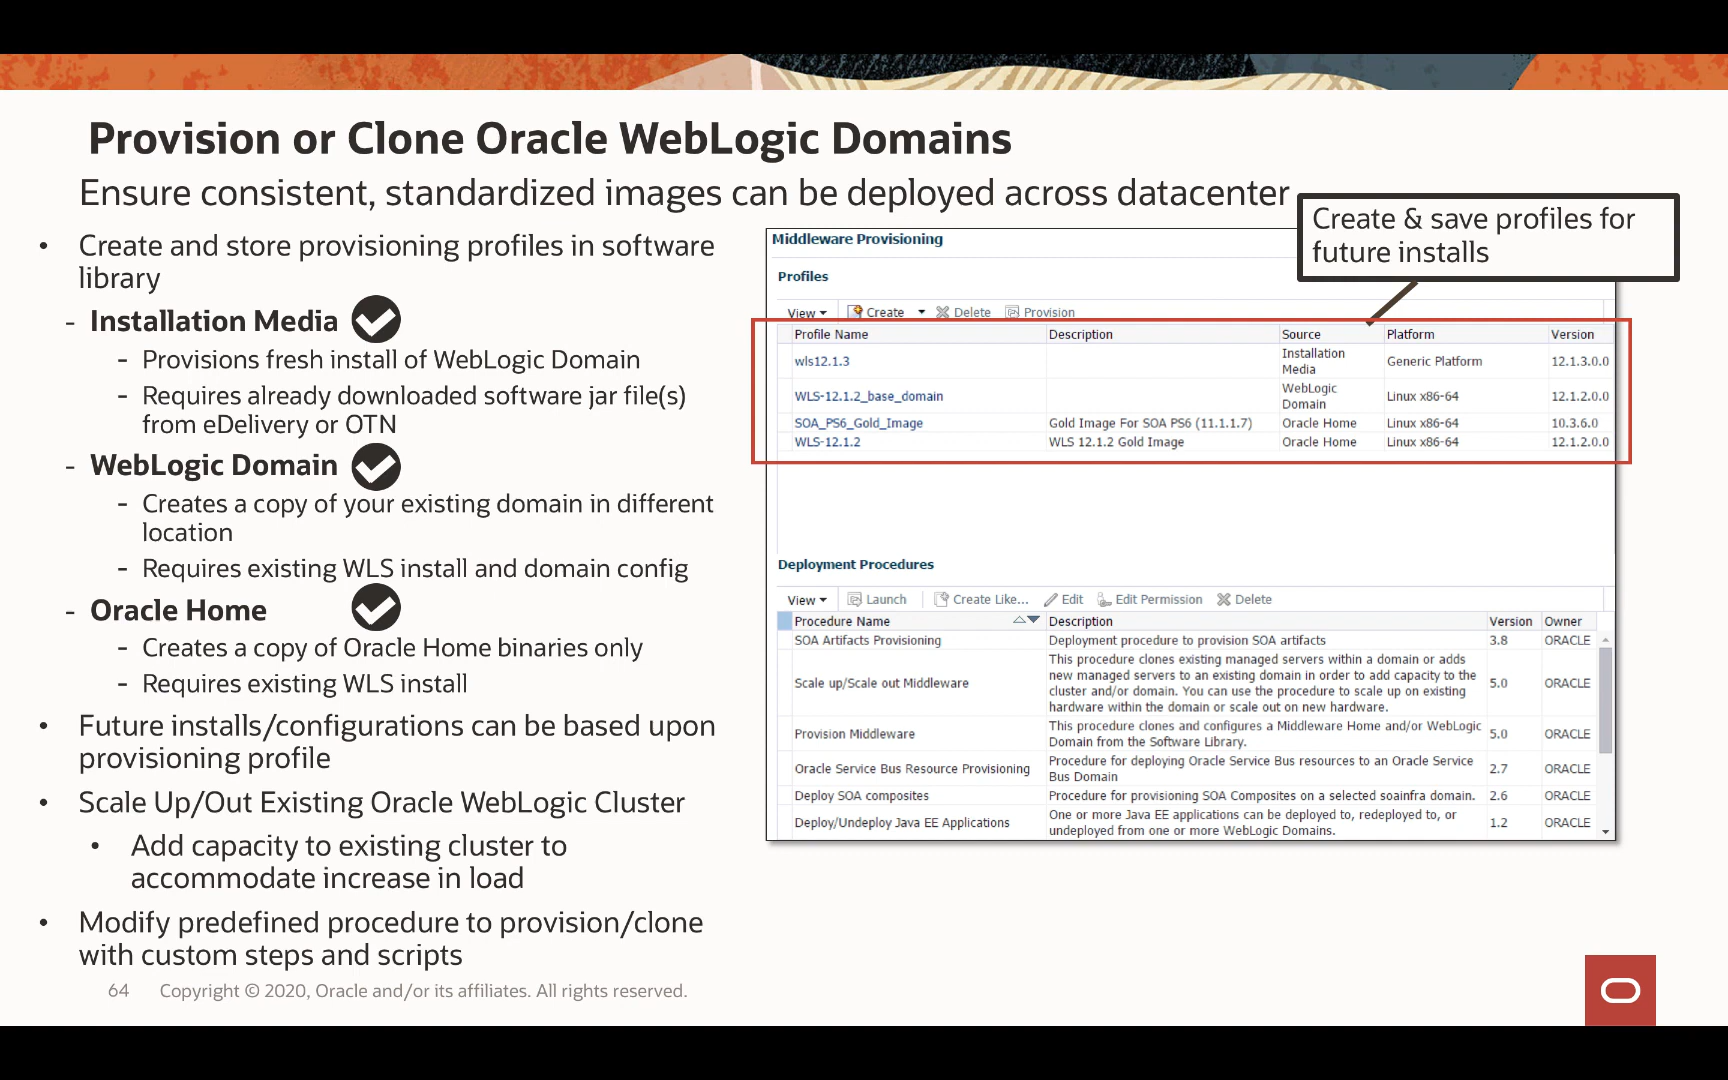 Provision or Clone Oracle WebLogic Domains
Ensure consistent, standardized images can be deployed across datacenter
• Create and store provisioning profiles in software
library
- Installation Media
- Provisions fresh install of WebLogic Domain
- Requires already downloaded software jar file(s)
from eDelivery or OTN
- WebLogic Domain
- Creates a copy of your existing domain in different
location
- Requires existing WLS install and domain config
- Oracle Home
- Creates a copy of Oracle Home binaries only
- Requires existing WLS install
• Future installs/configurations can be based upon
provisioning profile
• Scale Up/Out Existing Oracle WebLogic Cluster
• Add capacity to existing cluster to
accommodate increase in load
• Modify predefined procedure to provision/clone
with custom steps and scripts
Create & save profiles for
future installs
Middleware Provisioning
Profiles
View Create Delete Provision
Profile Name Description Source Platform Version
wls12.1.3 Installation Media Generic Platform 12.1.3.0.0
WLS-12.1.2_base_domain WebLogic Domain Linux x86-64 12.1.2.0.0
SOA_PS6_Gold_Image Gold Image For SOA PS6 (11.1.1.7) Oracle Home Linux x86-64 10.3.6.0
WLS-12.1.2 WLS 12.1.2 Gold Image Oracle Home Linux x86-64 12.1.2.0.0
Deployment Procedures
View Launch Create Like... Edit Edit Permission Delete
Procedure Name Description Version Owner
SOA Artifacts Provisioning Deployment procedure to provision SOA artifacts 3.8 ORACLE
This procedure clones existing managed servers within a domain or adds
new managed servers to an existing domain in order to add capacity to the
Scale up/Scale out Middleware cluster and/or domain. You can use the procedure to scale up on existing 5.0 ORACLE
hardware within the domain or scale out on new hardware.
Provision Middleware This procedure clones and configures a Middleware Home and/or WebLogic 5.0 ORACLE
Domain from the Software Library.
Oracle Service Bus Resource Provisioning Procedure for deploying Oracle Service Bus resources to an Oracle Service 2.7 ORACLE
Bus Domain
Deploy SOA composites Procedure for provisioning SOA Composites on a selected soainfra domain. 2.6 ORACLE
Deploy/Undeploy Java EE Applications One or more Java EE applications can be deployed to, redeployed to, or 1.2 ORACLE
undeployed from one or more WebLogic Domains.
64 Copyright © 2020, Oracle and/or its affiliates. All rights reserved.